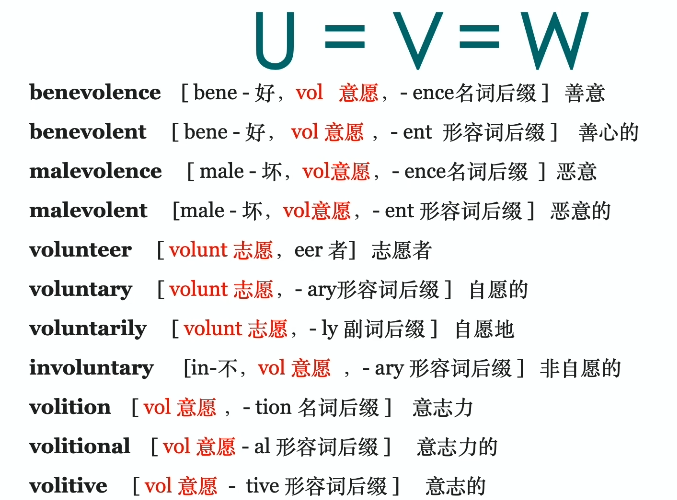 U = V = W
benevolence [ bene - 好， vol 意愿， - ence名词后缀 ] 善意
benevolent [ bene - 好， vol 意愿 ， - ent 形容词后缀 ] 善心的
malevolence [ male - 坏， vol意愿， - ence名词后缀 ] 恶意
malevolent [male - 坏， vol意愿， - ent 形容词后缀 ] 恶意的
volunteer [ volunt 志愿， eer 者] 志愿者
voluntary [ volunt 志愿， - ary形容词后缀 ] 自愿的
voluntarily [ volunt 志愿， - ly 副词后缀 ] 自愿地
involuntary [in-不， vol 意愿 ， - ary 形容词后缀 ] 非自愿的
volition [ vol 意愿 ， - tion 名词后缀 ] 意志力
volitional [ vol 意愿 - al 形容词后缀 ] 意志力的
volitive [ vol 意愿 - tive 形容词后缀 ] 意志的